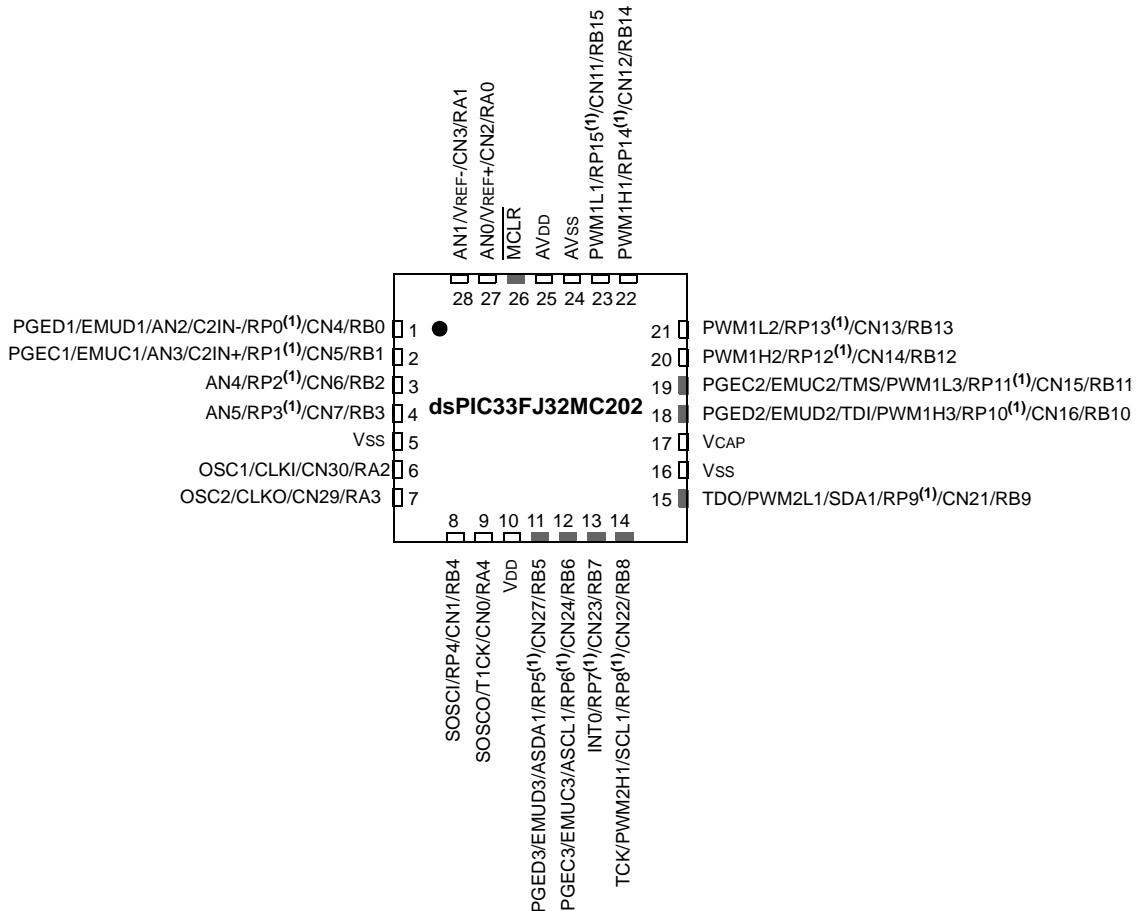 AN1/VREF-/CN3/RA1
AN0/VREF+/CN2/RA0
MCLR
AVDD
AVSS
PWM1L1/RP15(1)/CN11/RB15
PWM1H1/RP14(1)/CN12/RB14
28 27 26 25 24 23 22
PGED1/EMUD1/AN2/C2IN-/RP0(1)/CN4/RB0 1
PGEC1/EMUC1/AN3/C2IN+/RP1(1)/CN5/RB1 2
AN4/RP2(1)/CN6/RB2 3
AN5/RP3(1)/CN7/RB3 4
VSS 5
OSC1/CLKI/CN30/RA2 6
OSC2/CLKO/CN29/RA3 7
dsPIC33FJ32MC202
21 PWM1L2/RP13(1)/CN13/RB13
20 PWM1H2/RP12(1)/CN14/RB12
19 PGEC2/EMUC2/TMS/PWM1L3/RP11(1)/CN15/RB11
18 PGED2/EMUD2/TDI/PWM1H3/RP10(1)/CN16/RB10
17 VCAP
16 VSS
15 TDO/PWM2L1/SDA1/RP9(1)/CN21/RB9
8 9 10 11 12 13 14
SOSCI/RP4/CN1/RB4
SOSCO/T1CK/CN0/RA4
VDD
PGED3/EMUD3/ASDA1/RP5(1)/CN27/RB5
PGEC3/EMUC3/ASCL1/RP6(1)/CN24/RB6
INT0/RP7(1)/CN23/RB7
TCK/PWM2H1/SCL1/RP8(1)/CN22/RB8